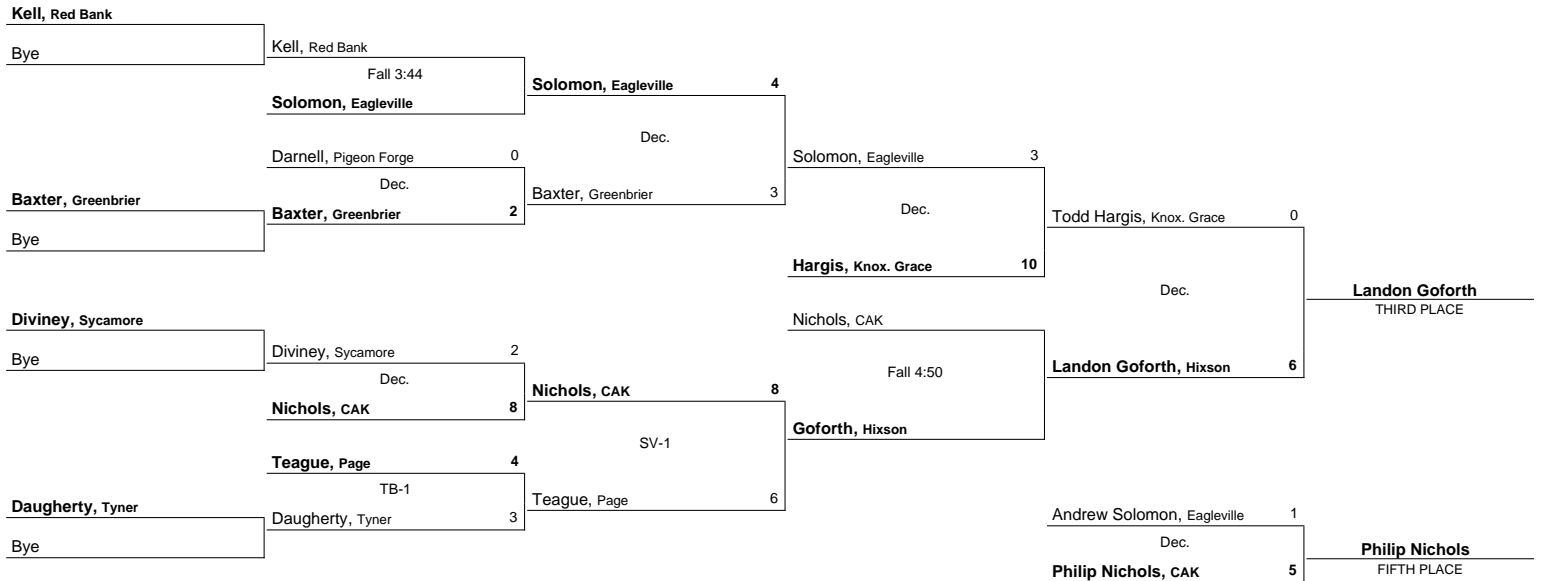 Kell, Red Bank
Bye
Kell, Red Bank
Fall 3:44
Solomon, Eagleville
Solomon, Eagleville 4
Dec.
Darnell, Pigeon Forge 0
Dec.
Baxter, Greenbrier
Baxter, Greenbrier 2
Bye
Baxter, Greenbrier 3
Solomon, Eagleville 3
Dec.
Hargis, Knox. Grace 10
Todd Hargis, Knox. Grace 0
Dec.
Landon Goforth
THIRD PLACE
Diviney, Sycamore
Bye
Diviney, Sycamore 2
Dec.
Nichols, CAK 8
Nichols, CAK 8
SV-1
Teague, Page 4
TB-1
Daugherty, Tyner
Daugherty, Tyner 3
Bye
Teague, Page 6
Nichols, CAK
Fall 4:50
Goforth, Hixson
Landon Goforth, Hixson 6
Andrew Solomon, Eagleville 1
Dec.
Philip Nichols, CAK 5
Philip Nichols
FIFTH PLACE